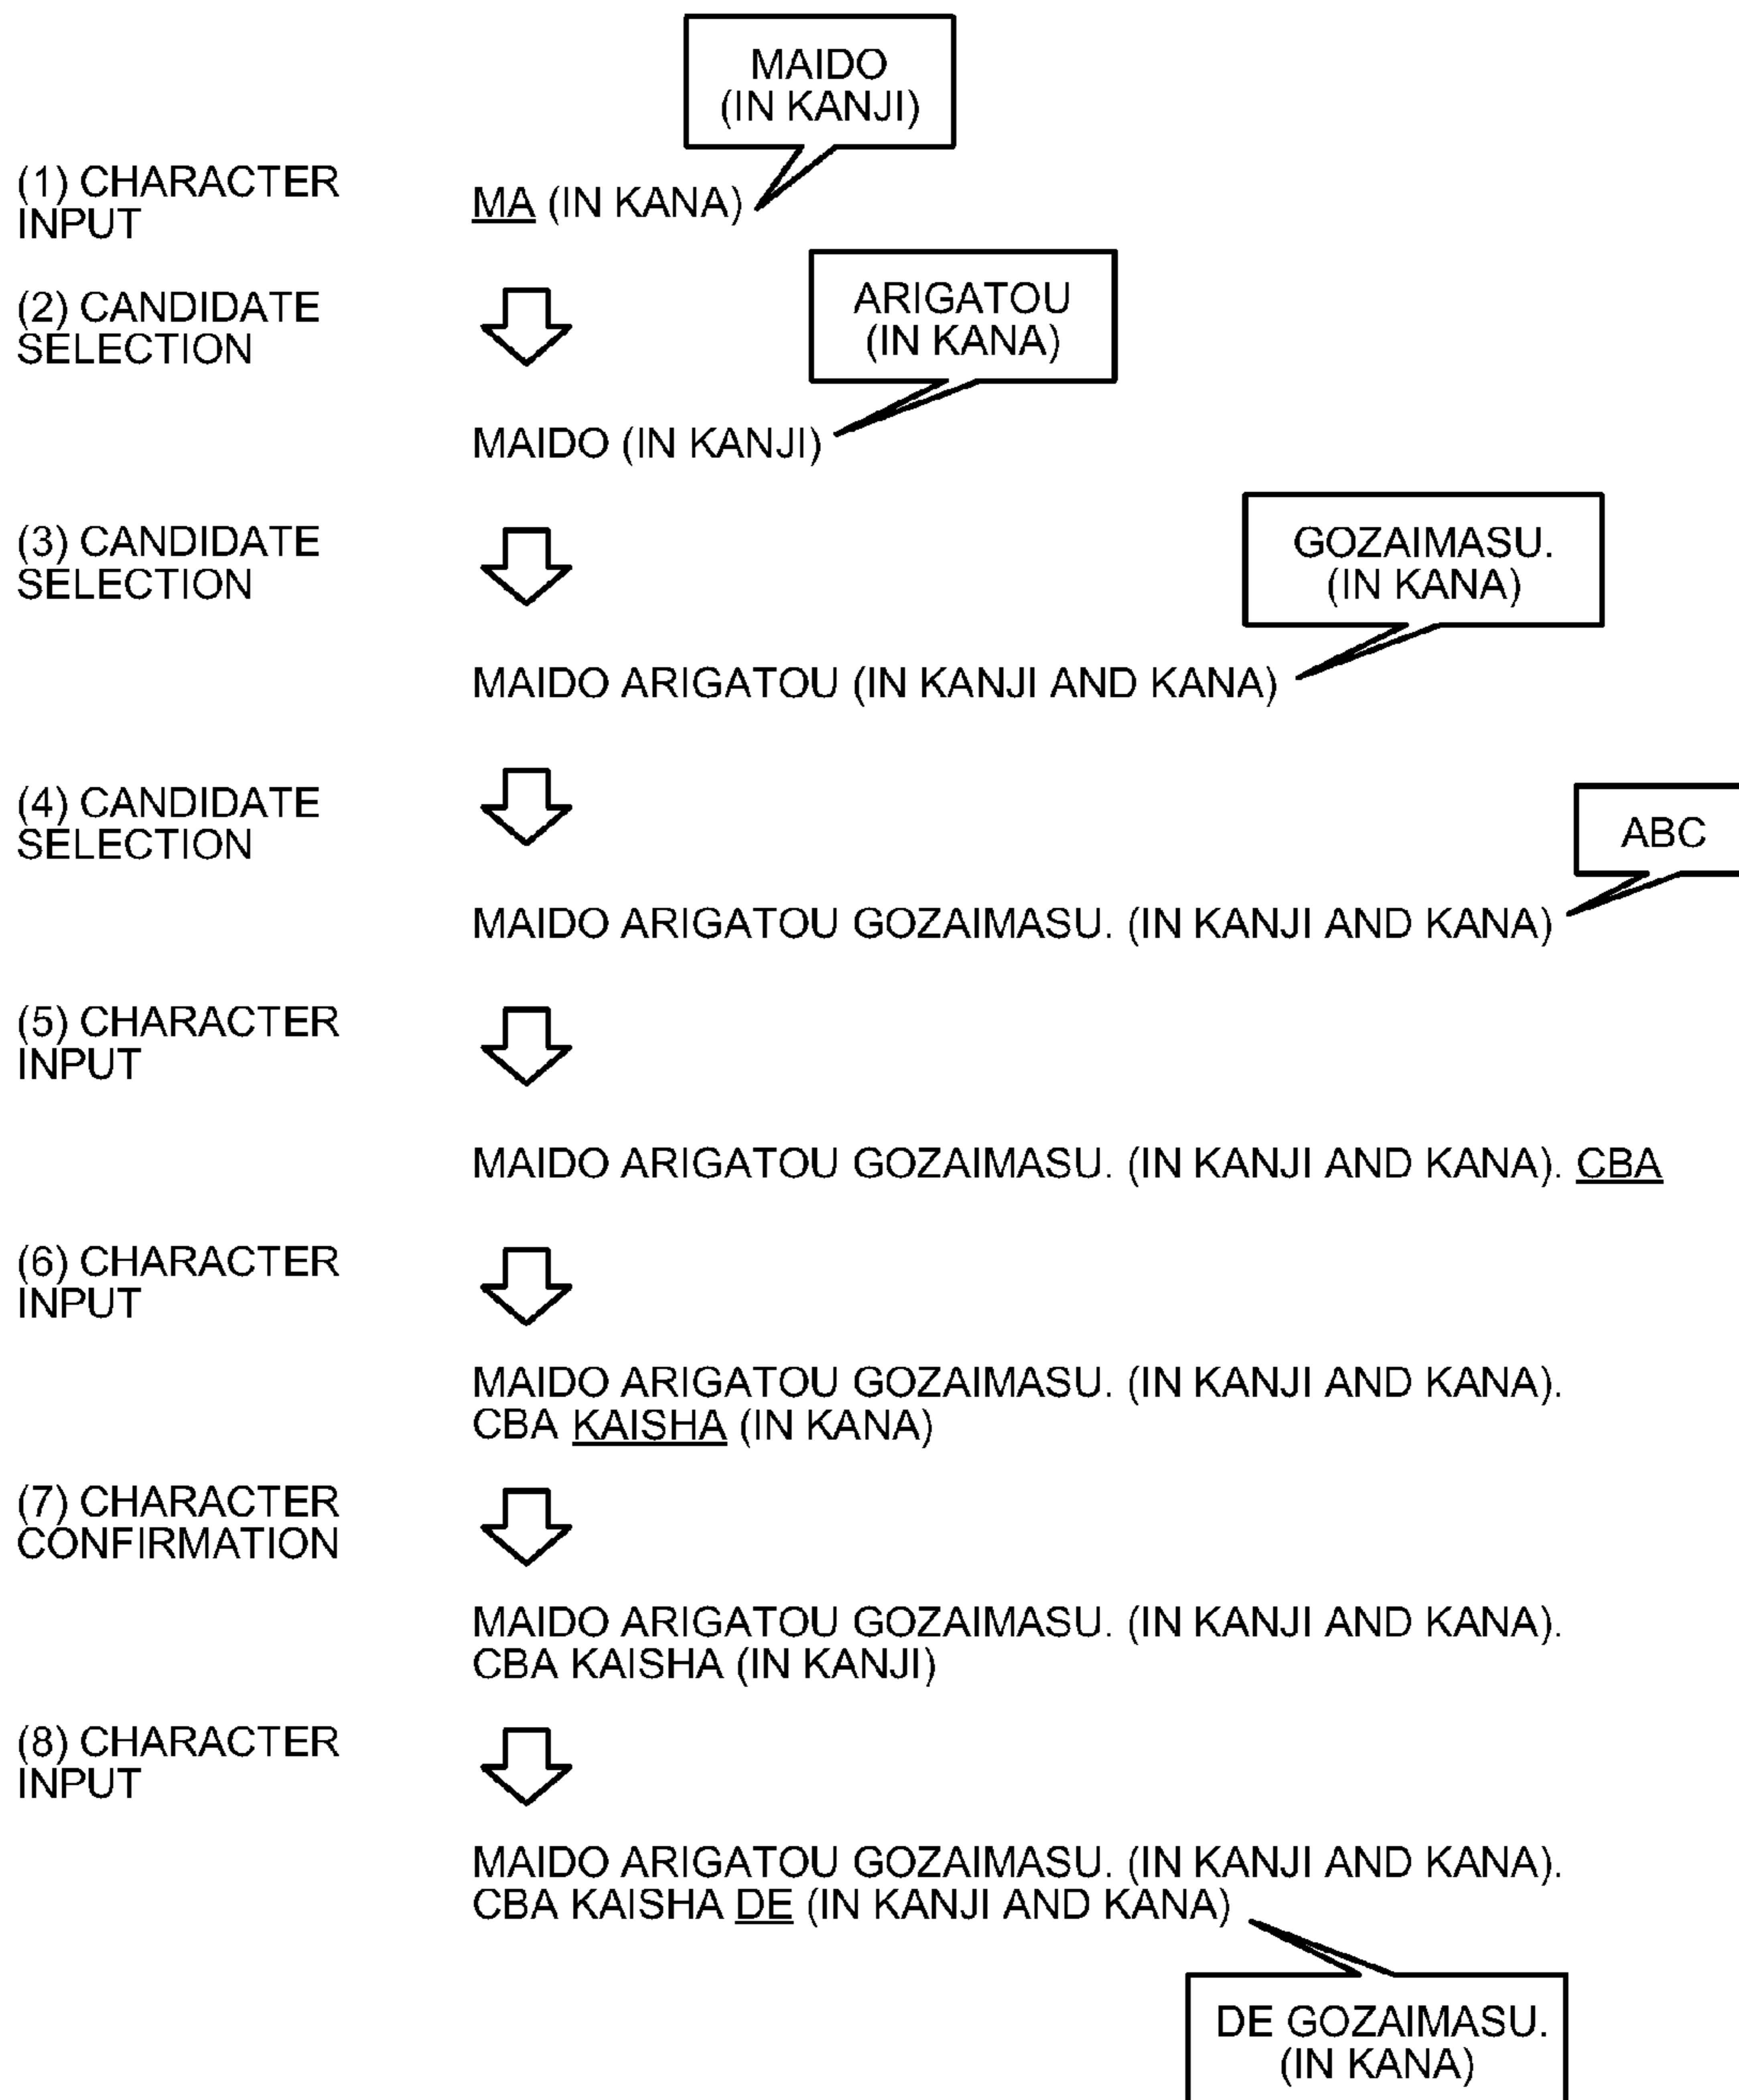 MAIDO
(IN KANJI)
(1) CHARACTER
INPUT
MA (IN KANA)
(2) CANDIDATE
SELECTION
ARIGATOU
(IN KANA)
MAIDO (IN KANJI)
(3) CANDIDATE
SELECTION
GOZAIMASU.
(IN KANA)
MAIDO ARIGATOU (IN KANJI AND KANA)
(4) CANDIDATE
SELECTION
ABC
MAIDO ARIGATOU GOZAIMASU. (IN KANJI AND KANA)
(5) CHARACTER
INPUT
MAIDO ARIGATOU GOZAIMASU. (IN KANJI AND KANA). CBA
(6) CHARACTER
INPUT
MAIDO ARIGATOU GOZAIMASU. (IN KANJI AND KANA).
CBA KAISHA (IN KANA)
(7) CHARACTER
CONFIRMATION
MAIDO ARIGATOU GOZAIMASU. (IN KANJI AND KANA).
CBA KAISHA (IN KANJI)
(8) CHARACTER
INPUT
MAIDO ARIGATOU GOZAIMASU. (IN KANJI AND KANA).
CBA KAISHA DE (IN KANJI AND KANA)
DE GOZAIMASU.
(IN KANA)